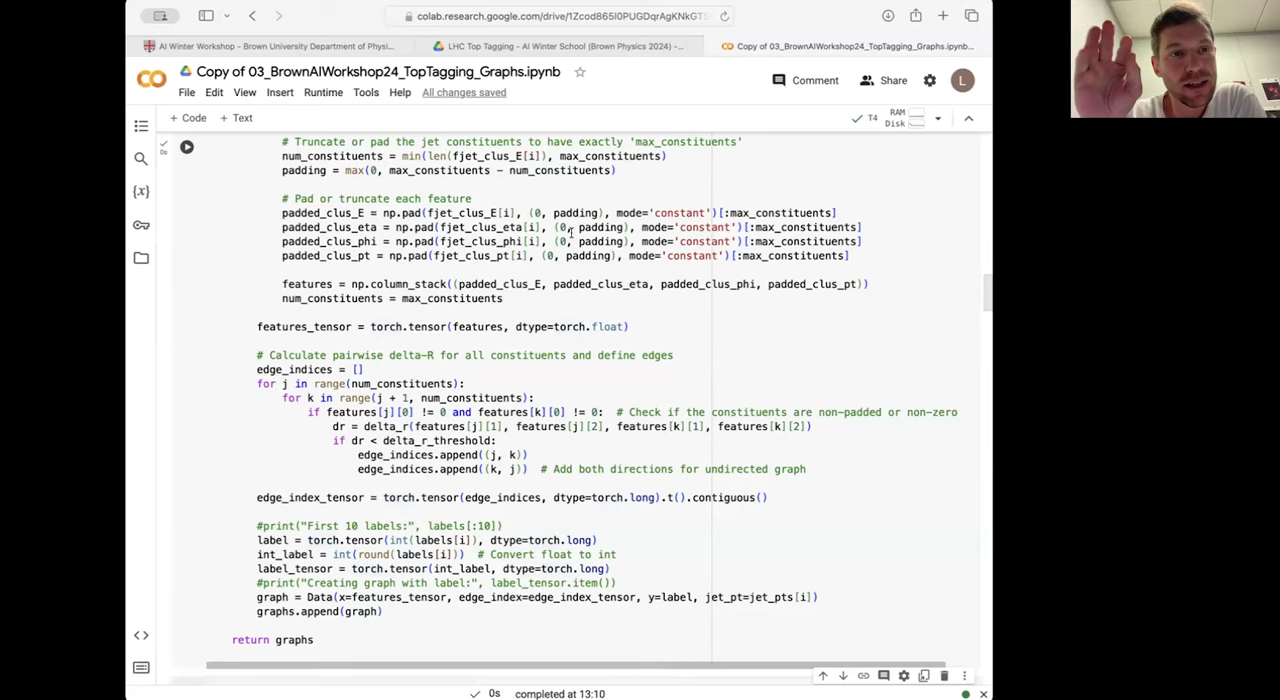 colab.research.google.com/drive/1Zcod865I0PUGDqrAgKNkGTS
AI Winter Workshop - Brown University Department of Physi...
LHC Top Tagging - AI Winter School (Brown Physics 2024) -...
Copy of 03_BrownAIWorkshop24_TopTagging_Graphs.ipynb...
Copy of 03_BrownAIWorkshop24_TopTagging_Graphs.ipynb
Comment
Share
L
File Edit View Insert Runtime Tools Help All changes saved
+ Code + Text
T4
RAM
Disk
# Truncate or pad the jet constituents to have exactly 'max_constituents'
num_constituents = min(len(fjet_clus_E[i]), max_constituents)
padding = max(0, max_constituents - num_constituents)
# Pad or truncate each feature
padded_clus_E = np.pad(fjet_clus_E[i], (0, padding), mode='constant')[:max_constituents]
padded_clus_eta = np.pad(fjet_clus_eta[i], (0, padding), mode='constant')[:max_constituents]
padded_clus_phi = np.pad(fjet_clus_phi[i], (0, padding), mode='constant')[:max_constituents]
padded_clus_pt = np.pad(fjet_clus_pt[i], (0, padding), mode='constant')[:max_constituents]
features = np.column_stack((padded_clus_E, padded_clus_eta, padded_clus_phi, padded_clus_pt))
num_constituents = max_constituents
features_tensor = torch.tensor(features, dtype=torch.float)
# Calculate pairwise delta-R for all constituents and define edges
edge_indices = []
for j in range(num_constituents):
for k in range(j + 1, num_constituents):
if features[j][0] != 0 and features[k][0] != 0: # Check if the constituents are non-padded or non-zero
dr = delta_r(features[j][1], features[j][2], features[k][1], features[k][2])
if dr < delta_r_threshold:
edge_indices.append((j, k))
edge_indices.append((k, j)) # Add both directions for undirected graph
edge_index_tensor = torch.tensor(edge_indices, dtype=torch.long).t().contiguous()
#print("First 10 labels:", labels[:10])
label = torch.tensor(int(labels[i]), dtype=torch.long)
int_label = int(round(labels[i])) # Convert float to int
label_tensor = torch.tensor(int_label, dtype=torch.long)
#print("Creating graph with label:", label_tensor.item())
graph = Data(x=features_tensor, edge_index=edge_index_tensor, y=label, jet_pt=jet_pts[i])
graphs.append(graph)
return graphs
0s
{x}
0s completed at 13:10